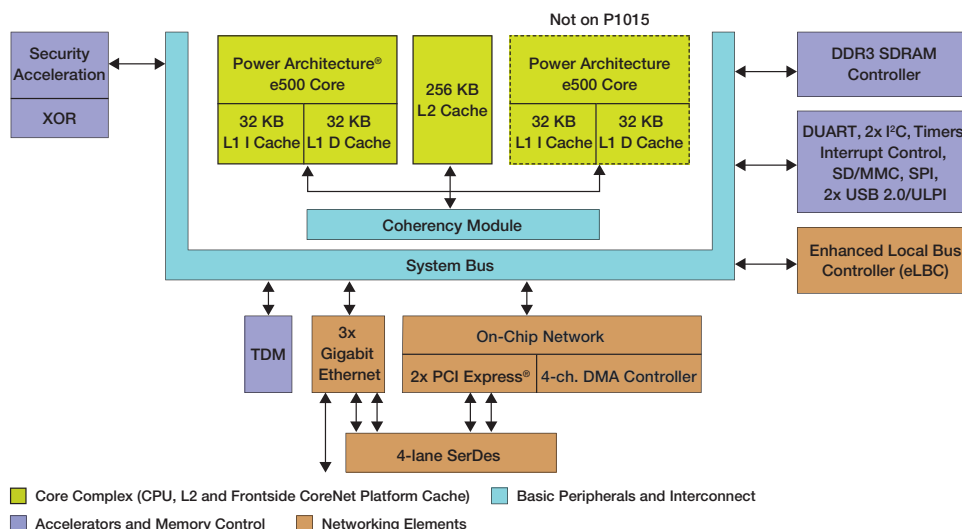 Not on P1015
Security
Acceleration
XOR
Power Architecture®
e500 Core
32 KB
L1 I Cache
32 KB
L1 D Cache
256 KB
L2 Cache
Power Architecture
e500 Core
32 KB
L1 I Cache
32 KB
L1 D Cache
DDR3 SDRAM
Controller
DUART, 2x I²C, Timers
Interrupt Control,
SD/MMC, SPI,
2x USB 2.0/ULPI
Coherency Module
System Bus
Enhanced Local Bus
Controller (eLBC)
TDM
3x
Gigabit
Ethernet
On-Chip Network
2x PCI Express®
4-ch. DMA Controller
4-lane SerDes
Core Complex (CPU, L2 and Frontside CoreNet Platform Cache)
Basic Peripherals and Interconnect
Accelerators and Memory Control
Networking Elements